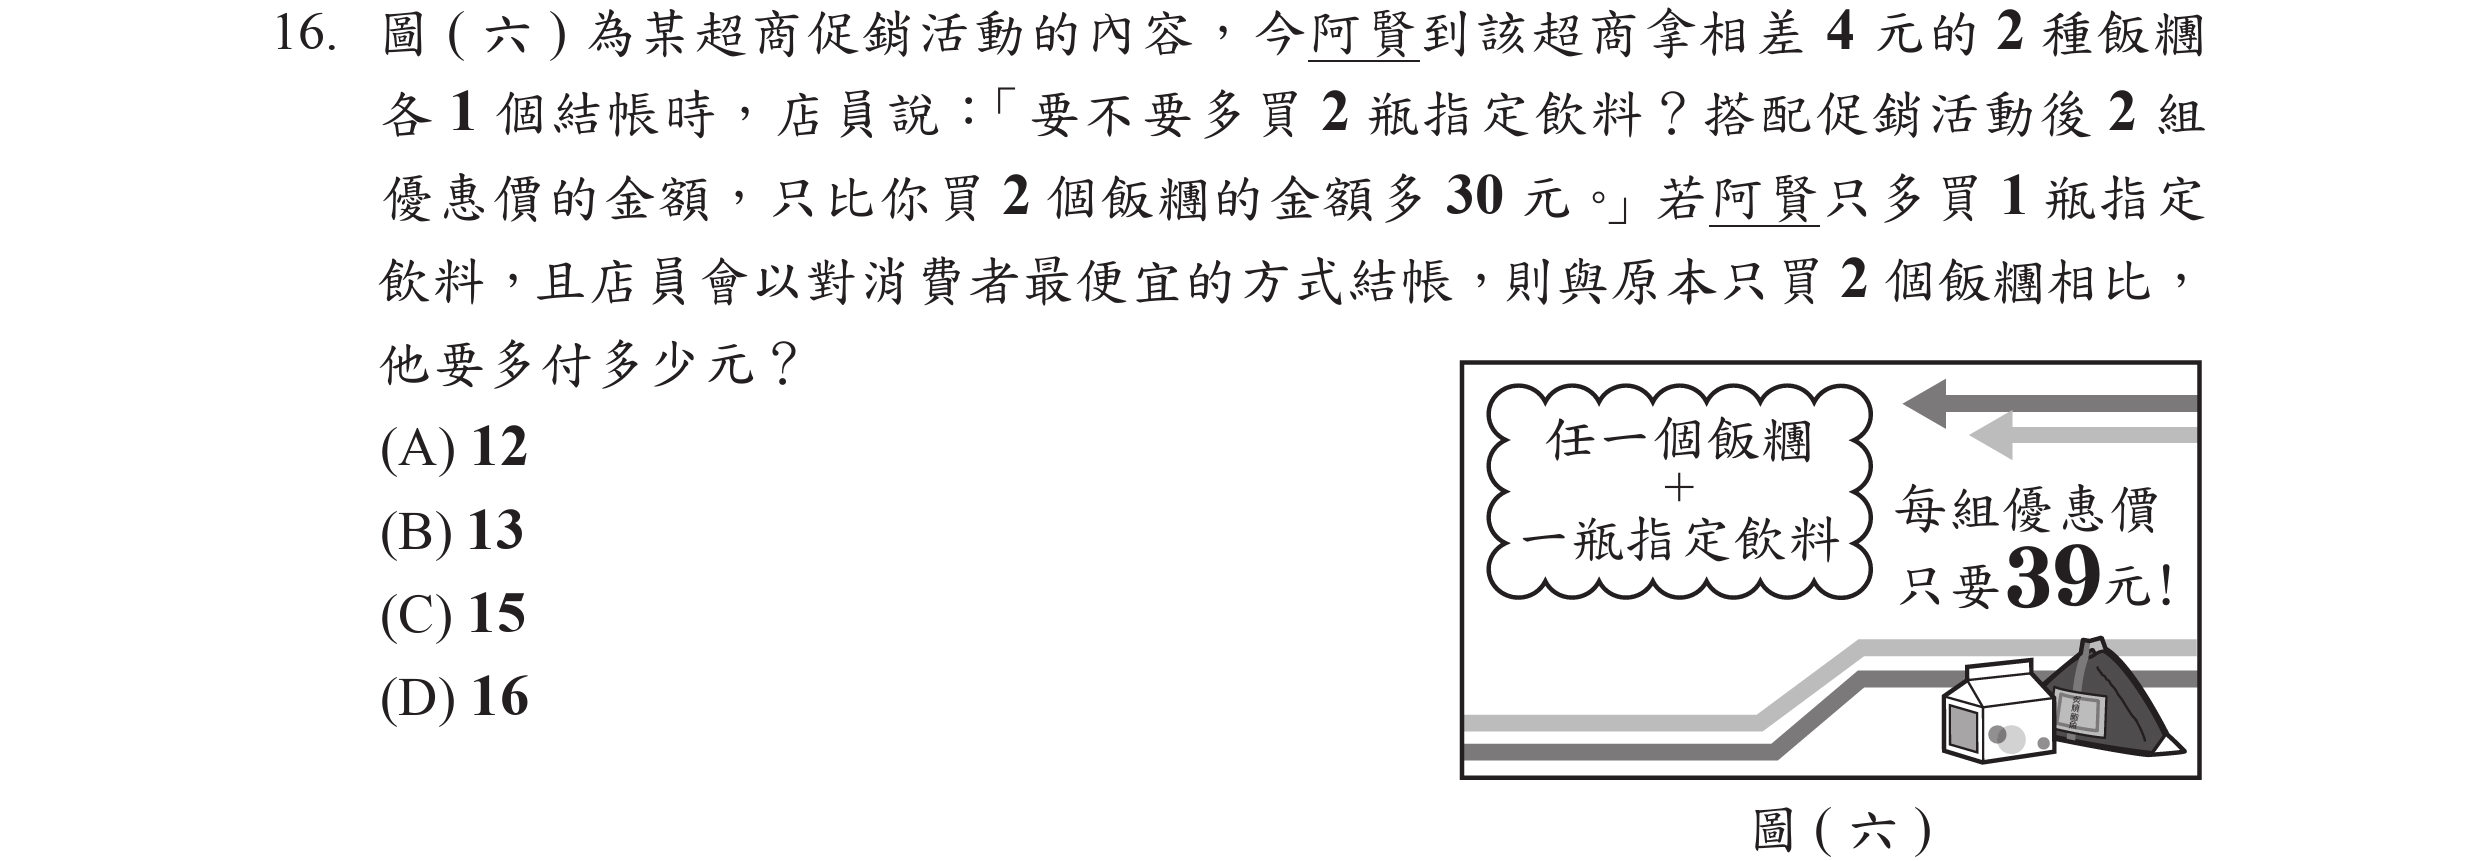 16. 圖(六)為某超商促銷活動的內容,今阿賢到該超商拿相差 4 元的 2 種飯糰
各 1 個結帳時,店員說:「要不要多買 2 瓶指定飲料?搭配促銷活動後 2 組
優惠價的金額,只比你買 2 個飯糰的金額多 30 元。」若阿賢只多買 1 瓶指定
飲料,且店員會以對消費者最便宜的方式結帳,則與原本只買 2 個飯糰相比,
他要多付多少元?
(A) 12
(B) 13
(C) 15
(D) 16
任一個飯糰
+
一瓶指定飲料
每組優惠價
只要39元!
圖(六)